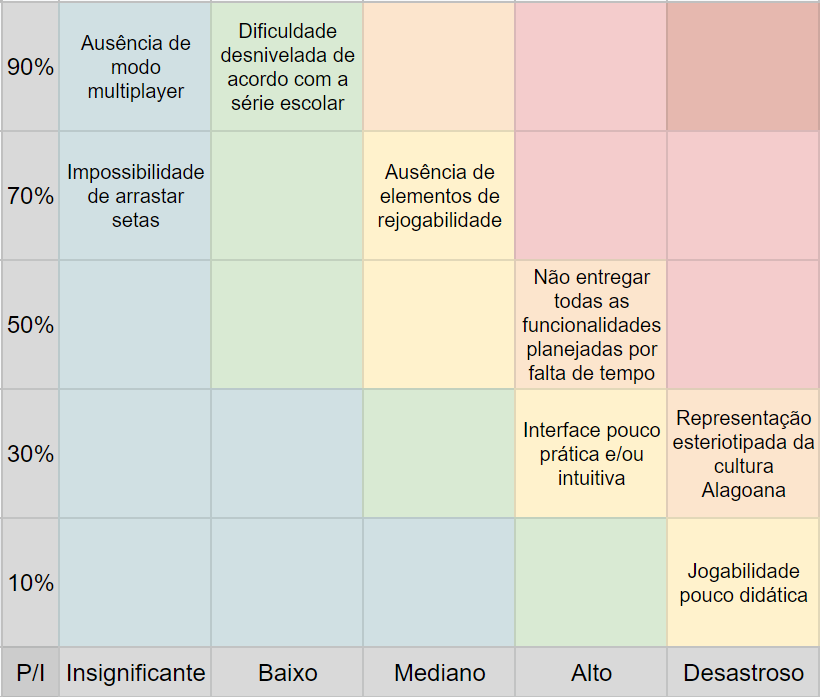 90%
Ausência de
modo
multiplayer
Dificuldade
desnivelada de
acordo com a
série escolar
70%
Impossibilidade
de arrastar
setas
Ausência de
elementos de
rejogabilidade
50%
Não entregar
todas as
funcionalidades
planejadas por
falta de tempo
30%
Interface pouco
prática e/ou
intuitiva
Representação
esteriotipada da
cultura
Alagoana
10%
Jogabilidade
pouco didática
P/I
Insignificante
Baixo
Mediano
Alto
Desastroso